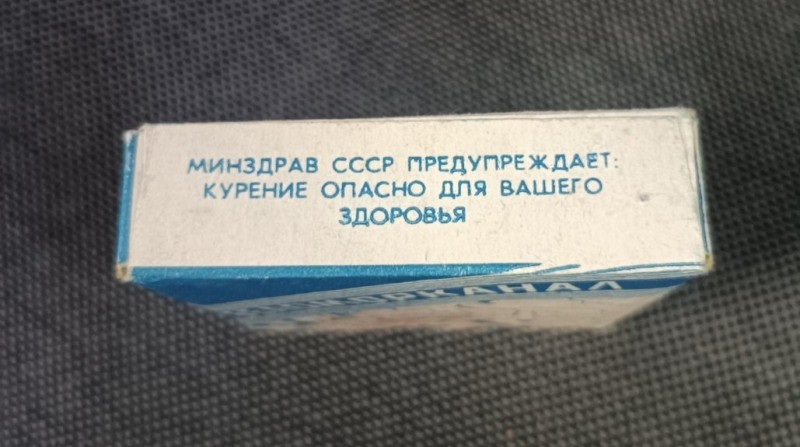 МИНЗДРАВ СССР ПРЕДУПРЕЖДАЕТ:
КУРЕНИЕ ОПАСНО ДЛЯ ВАШЕГО
ЗДОРОВЬЯ